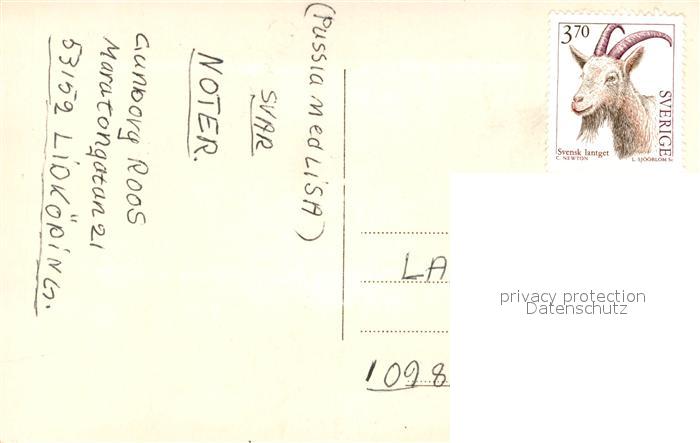 (PUSSLA MED LISA)
SVAR
NOTER.
Gunborg ROOS
Maratongatan 21
53152 LIDKÖPING.
3.70
SVERIGE
Svensk lantget
C. NEWTON
L. SJÖÖBLOM SC
LA
1098
privacy protection
Datenschutz